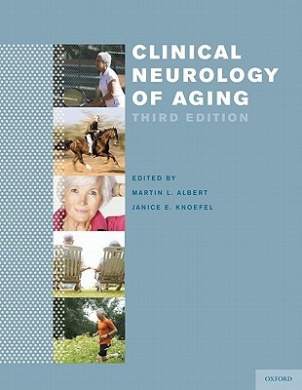 CLINICAL
NEUROLOGY
OF AGING
THIRD EDITION
EDITED BY
MARTIN L. ALBERT
JANICE E. KNOEFEL
OXFORD